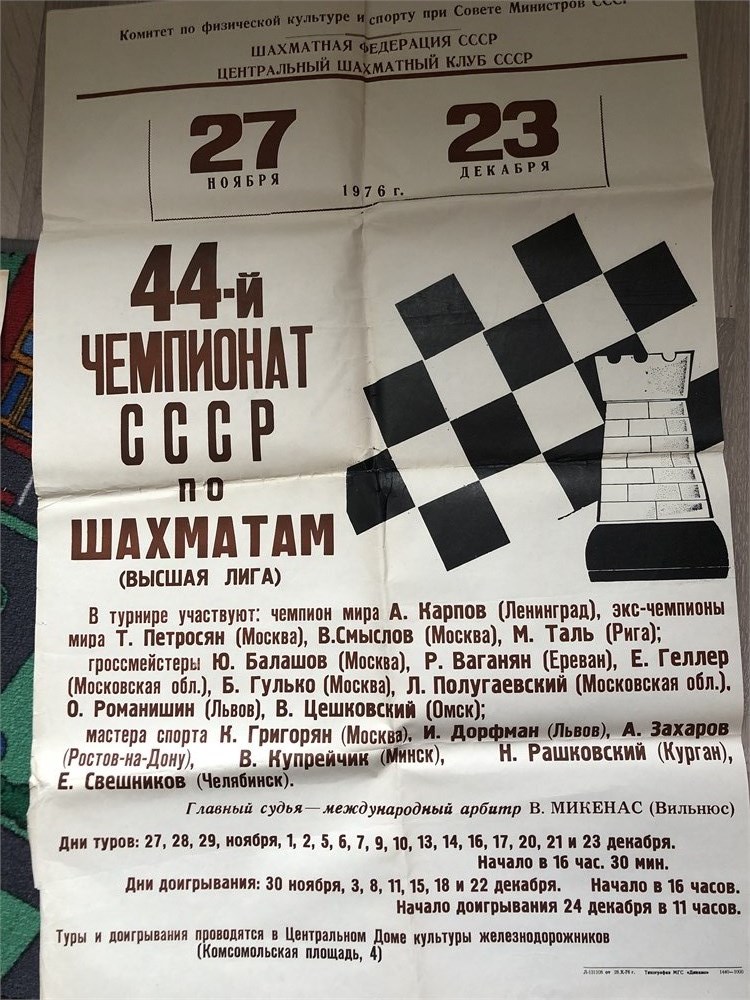 Комитет по физической культуре и спорту при Совете Министров СССР
ШАХМАТНАЯ ФЕДЕРАЦИЯ СССР
ЦЕНТРАЛЬНЫЙ ШАХМАТНЫЙ КЛУБ СССР
27 23
НОЯБРЯ ДЕКАБРЯ
1976 г.
44-й
ЧЕМПИОНАТ
СССР
ПО
ШАХМАТАМ
(ВЫСШАЯ ЛИГА)
В турнире участвуют: чемпион мира А. Карпов (Ленинград), экс-чемпионы
мира Т. Петросян (Москва), В.Смыслов (Москва), М. Таль (Рига);
гроссмейстеры Ю. Балашов (Москва), Р. Ваганян (Ереван), Е. Геллер
(Московская обл.), Б. Гулько (Москва), Л. Полугаевский (Московская обл.),
О. Романишин (Львов), В. Цешковский (Омск);
мастера спорта К. Григорян (Москва), И. Дорфман (Львов), А. Захаров
(Ростов-на-Дону), В. Купрейчик (Минск), Н. Рашковский (Курган),
Е. Свешников (Челябинск).
Главный судья — международный арбитр В. МИКЕНАС (Вильнюс)
Дни туров: 27, 28, 29, ноября, 1, 2, 5, 6, 7, 9, 10, 13, 14, 16, 17, 20, 21 и 23 декабря.
Начало в 16 час. 30 мин.
Дни доигрывания: 30 ноября, 3, 8, 11, 15, 18 и 22 декабря. Начало в 16 часов.
Начало доигрывания 24 декабря в 11 часов.
Туры и доигрывания проводятся в Центральном Доме культуры железнодорожников
(Комсомольская площадь, 4)
Типография МГС «Динамо»